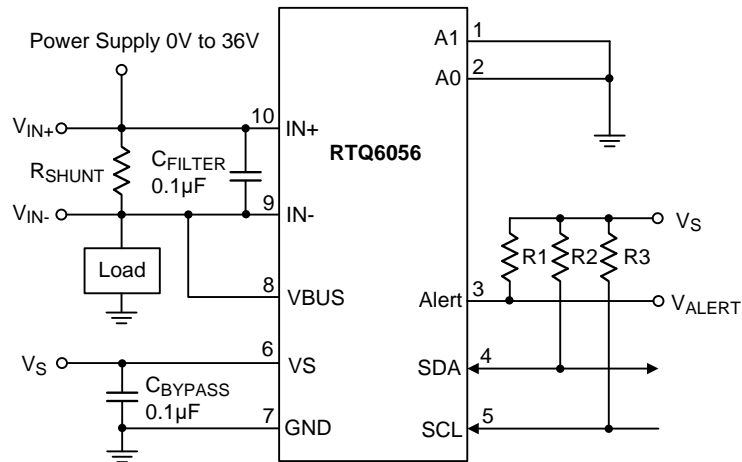 Power Supply 0V to 36V
VIN+
RSHUNT
VIN-
Load
CFILTER
0.1µF
10 IN+
9 IN-
8 VBUS
VS
6 VS
CBYPASS
0.1µF
7 GND
RTQ6056
A1 1
A0 2
VS
R1 R2 R3
Alert 3
VALERT
SDA 4
SCL 5